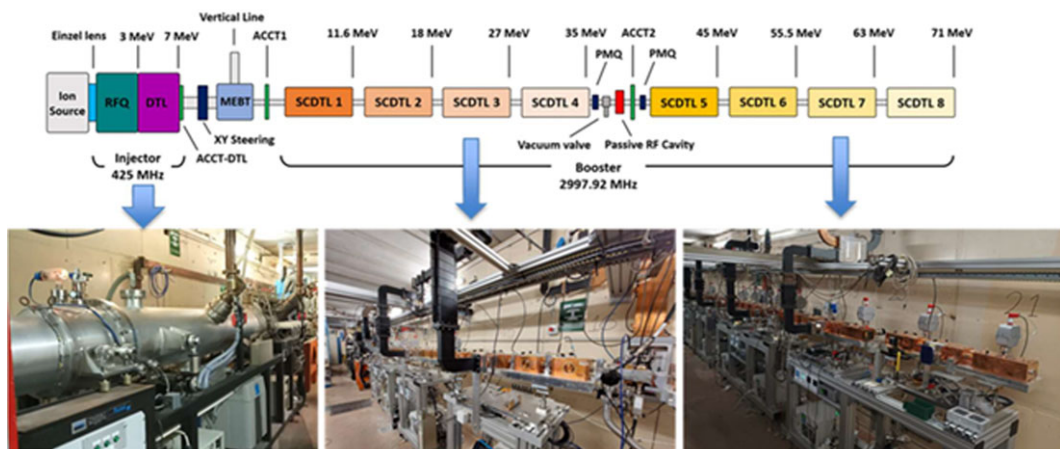 Vertical Line
Einzel lens
3 MeV
7 MeV
ACCT1
11.6 MeV
18 MeV
27 MeV
35 MeV
ACCT2
45 MeV
55.5 MeV
63 MeV
71 MeV
PMQ
PMQ
Ion
Source
RFQ
DTL
MEBT
SCDTL 1
SCDTL 2
SCDTL 3
SCDTL 4
SCDTL 5
SCDTL 6
SCDTL 7
SCDTL 8
XY Steering
ACCT-DTL
Vacuum valve
Passive RF Cavity
Injector
425 MHz
Booster
2997.92 MHz
21